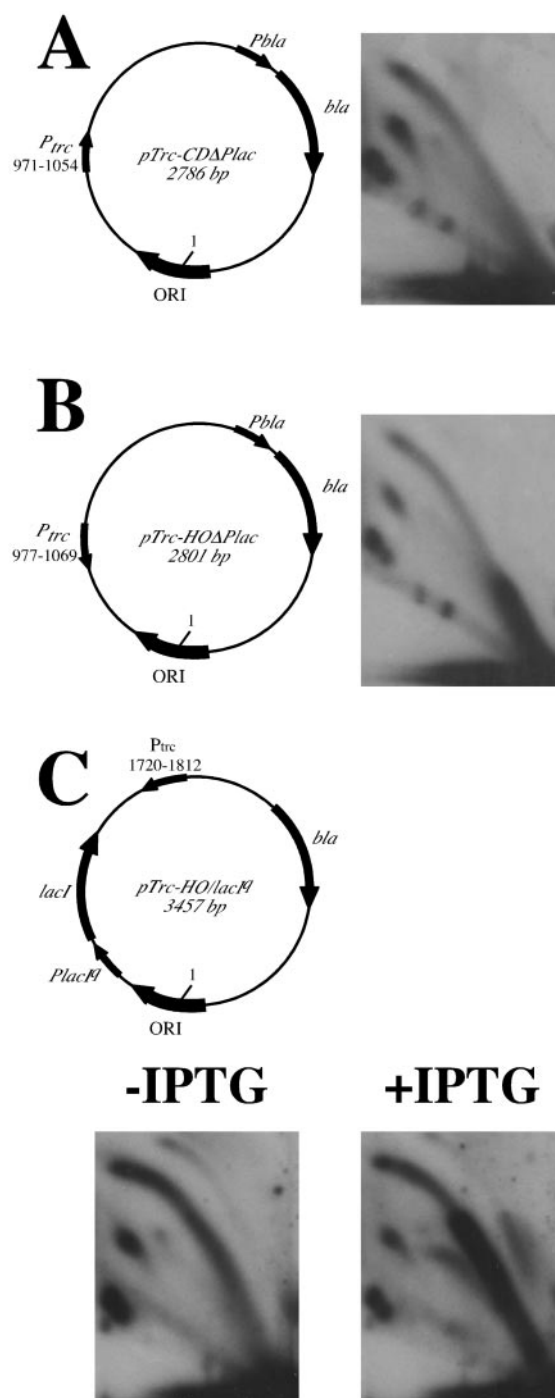 A
Pbla
bla
Ptrc
971-1054
pTrc-CDΔPlac
2786 bp
1
ORI
B
Pbla
bla
Ptrc
977-1069
pTrc-HOΔPlac
2801 bp
1
ORI
C
Ptrc
1720-1812
bla
lacI
pTrc-HO/lacIq
3457 bp
PlacIq
1
ORI
-IPTG
+IPTG